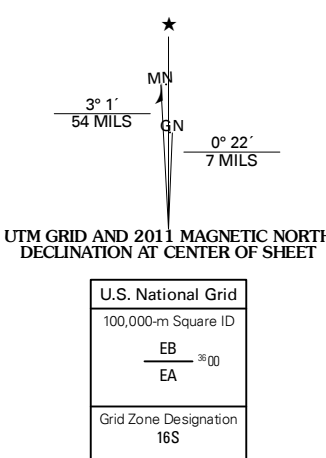 ★
MN
3° 1´
54 MILS
GN
0° 22´
7 MILS
UTM GRID AND 2011 MAGNETIC NORTH
DECLINATION AT CENTER OF SHEET
U.S. National Grid
100,000-m Square ID
EB
3600
EA
Grid Zone Designation
16S